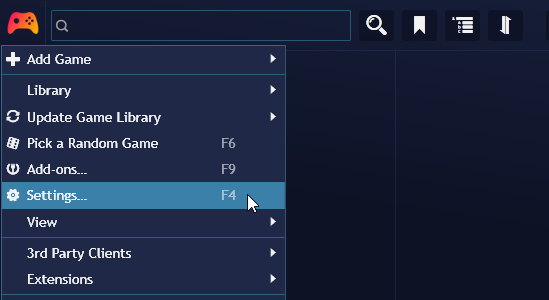 Add Game
Library
Update Game Library
Pick a Random Game F6
Add-ons... F9
Settings... F4
View
3rd Party Clients
Extensions